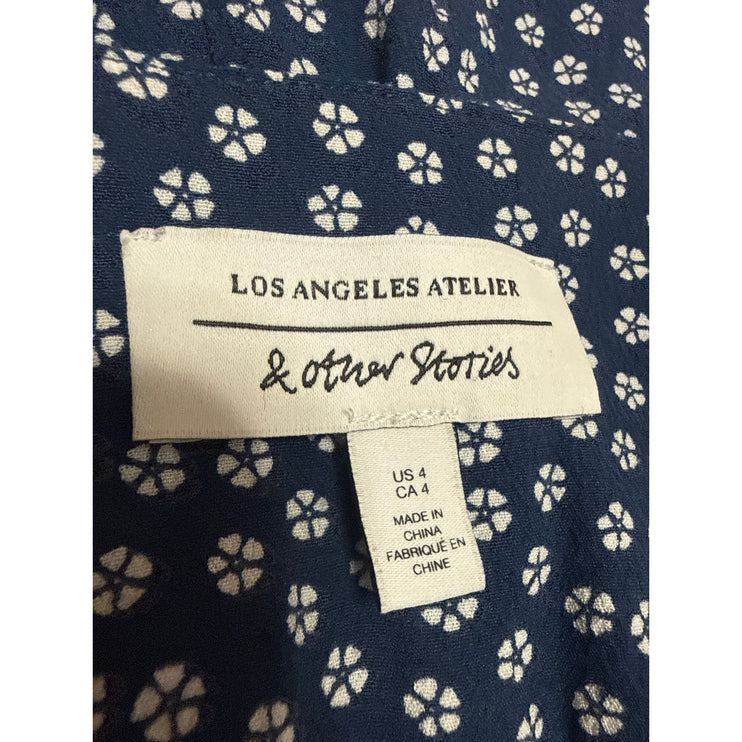 LOS ANGELES ATELIER
& other Stories
US 4
CA 4
MADE IN
CHINA
FABRIQUÉ EN
CHINE